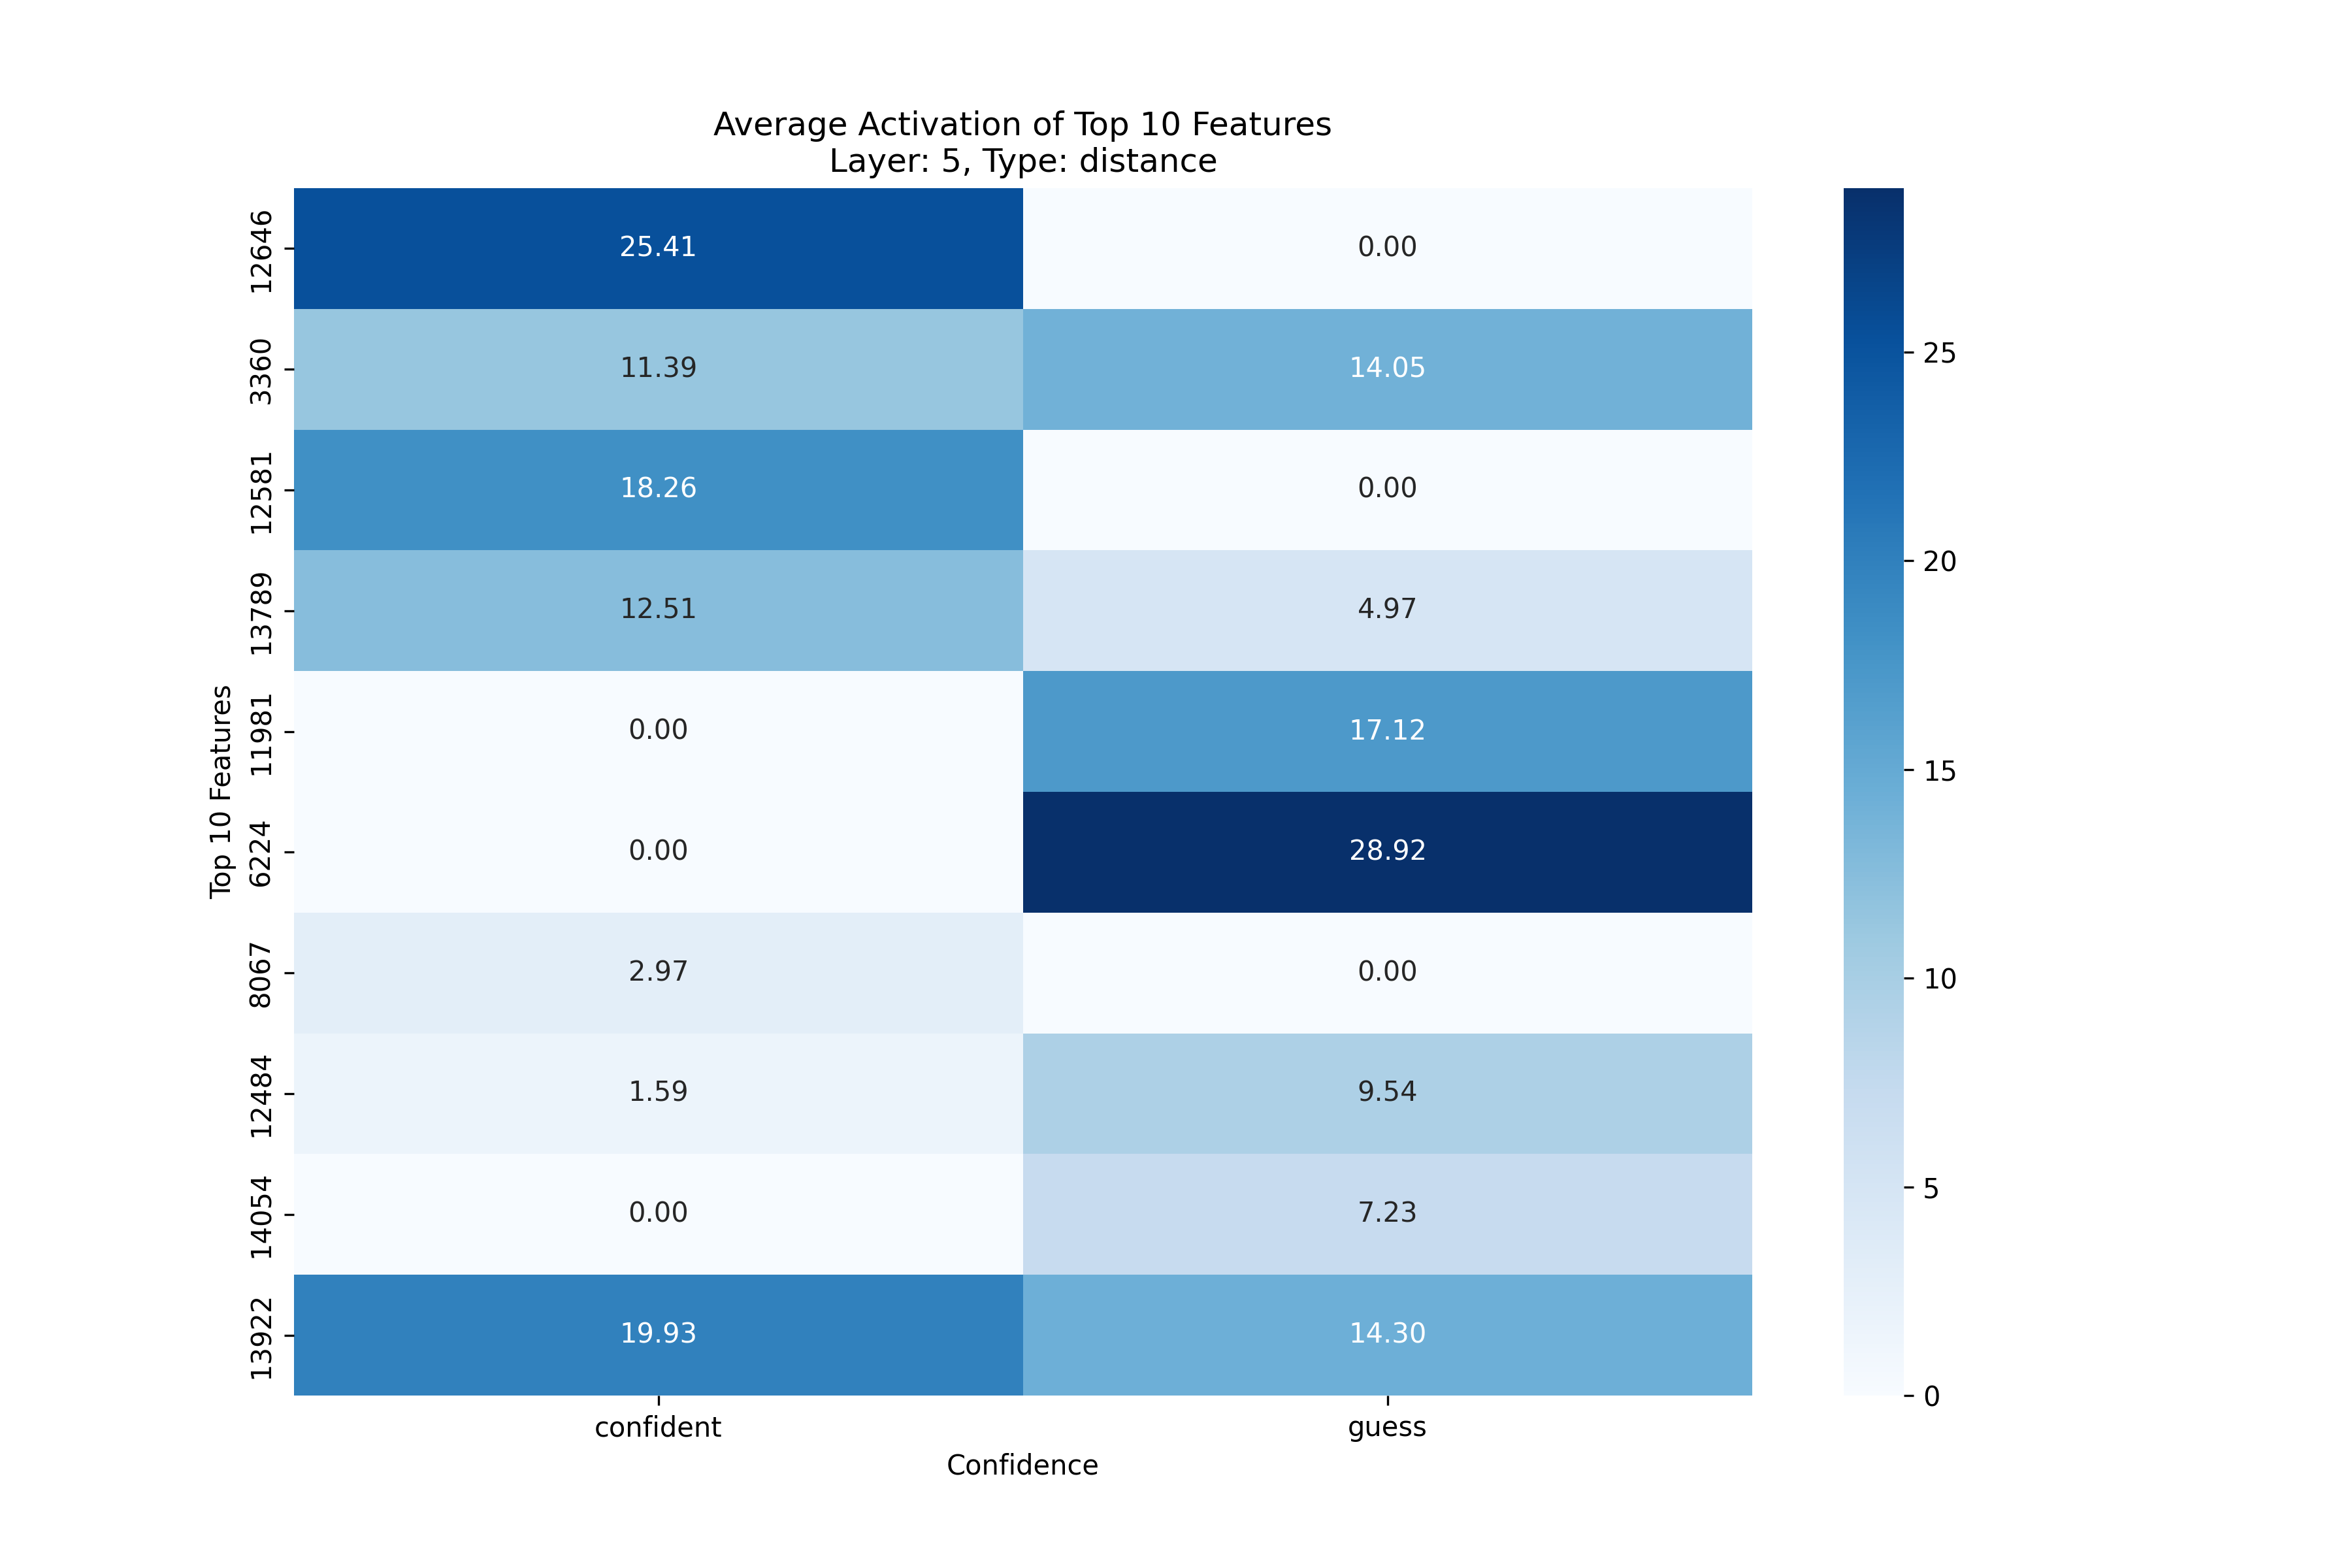 Average Activation of Top 10 Features
Layer: 5, Type: distance
Top 10 Features
12646 25.41 0.00
3360 11.39 14.05
12581 18.26 0.00
13789 12.51 4.97
11981 0.00 17.12
6224 0.00 28.92
8067 2.97 0.00
12484 1.59 9.54
14054 0.00 7.23
13922 19.93 14.30
confident guess
Confidence
25
20
15
10
5
0